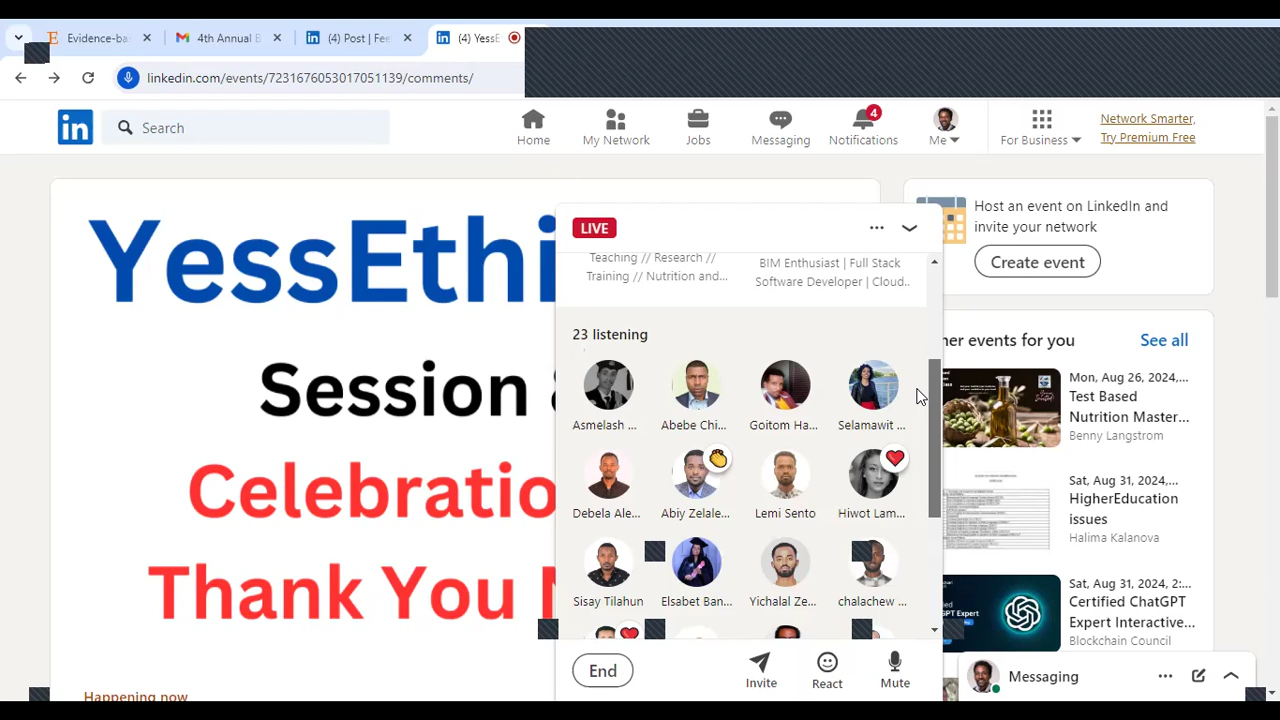 Evidence-ba
4th Annual B
(4) Post | Fee
(4) YessE
linkedin.com/events/7231676053017051139/comments/
in
Search
Home
My Network
Jobs
Messaging
4
Notifications
Me
For Business
Network Smarter,
Try Premium Free
YessEthi
Session
Celebratio
Thank You
Happening now
LIVE
Teaching // Research //
Training // Nutrition and...
BIM Enthusiast | Full Stack
Software Developer | Cloud..
23 listening
Asmelash ...
Abebe Chi...
Goitom Ha...
Selamawit ...
Debela Ale...
Abiy Zelale...
Lemi Sento
Hiwot Lam...
Sisay Tilahun
Elsabet Ban...
Yichalal Ze...
chalachew ...
End
Invite
React
Mute
Host an event on LinkedIn and
invite your network
Create event
er events for you
See all
Mon, Aug 26, 2024,...
Test Based
Nutrition Master...
Benny Langstrom
Sat, Aug 31, 2024,...
HigherEducation
issues
Halima Kalanova
Sat, Aug 31, 2024, 2:...
Certified ChatGPT
Expert Interactive...
Blockchain Council
Messaging